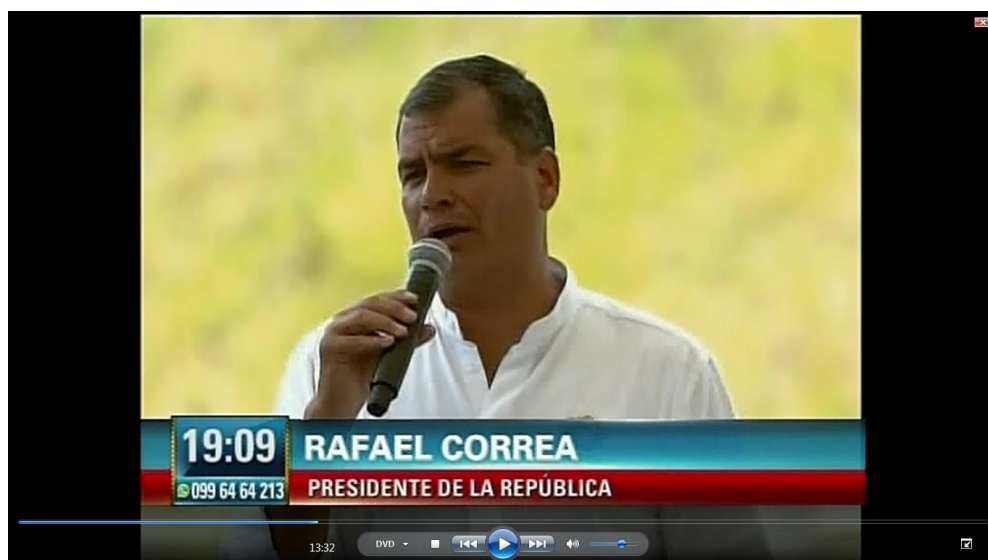 19:09
RAFAEL CORREA
099 64 64 213
PRESIDENTE DE LA REPÚBLICA
13:32
DVD